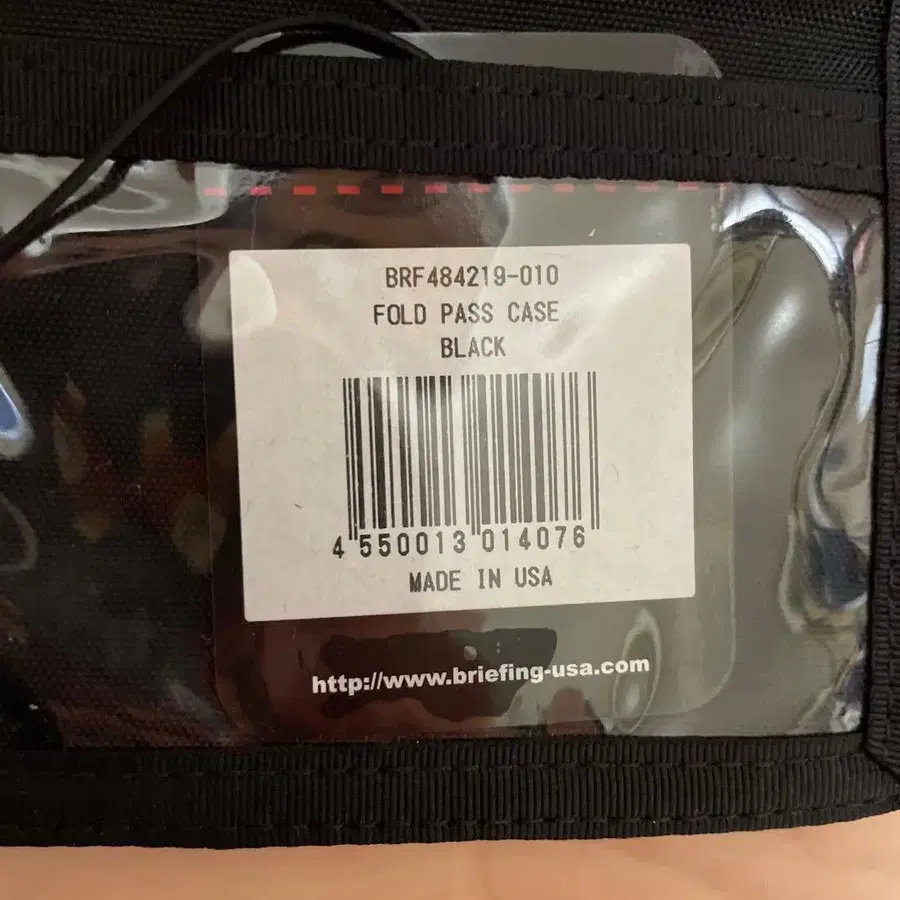 BRF484219-010
FOLD PASS CASE
BLACK
4 550013 014076
MADE IN USA
http://www.briefing-usa.com